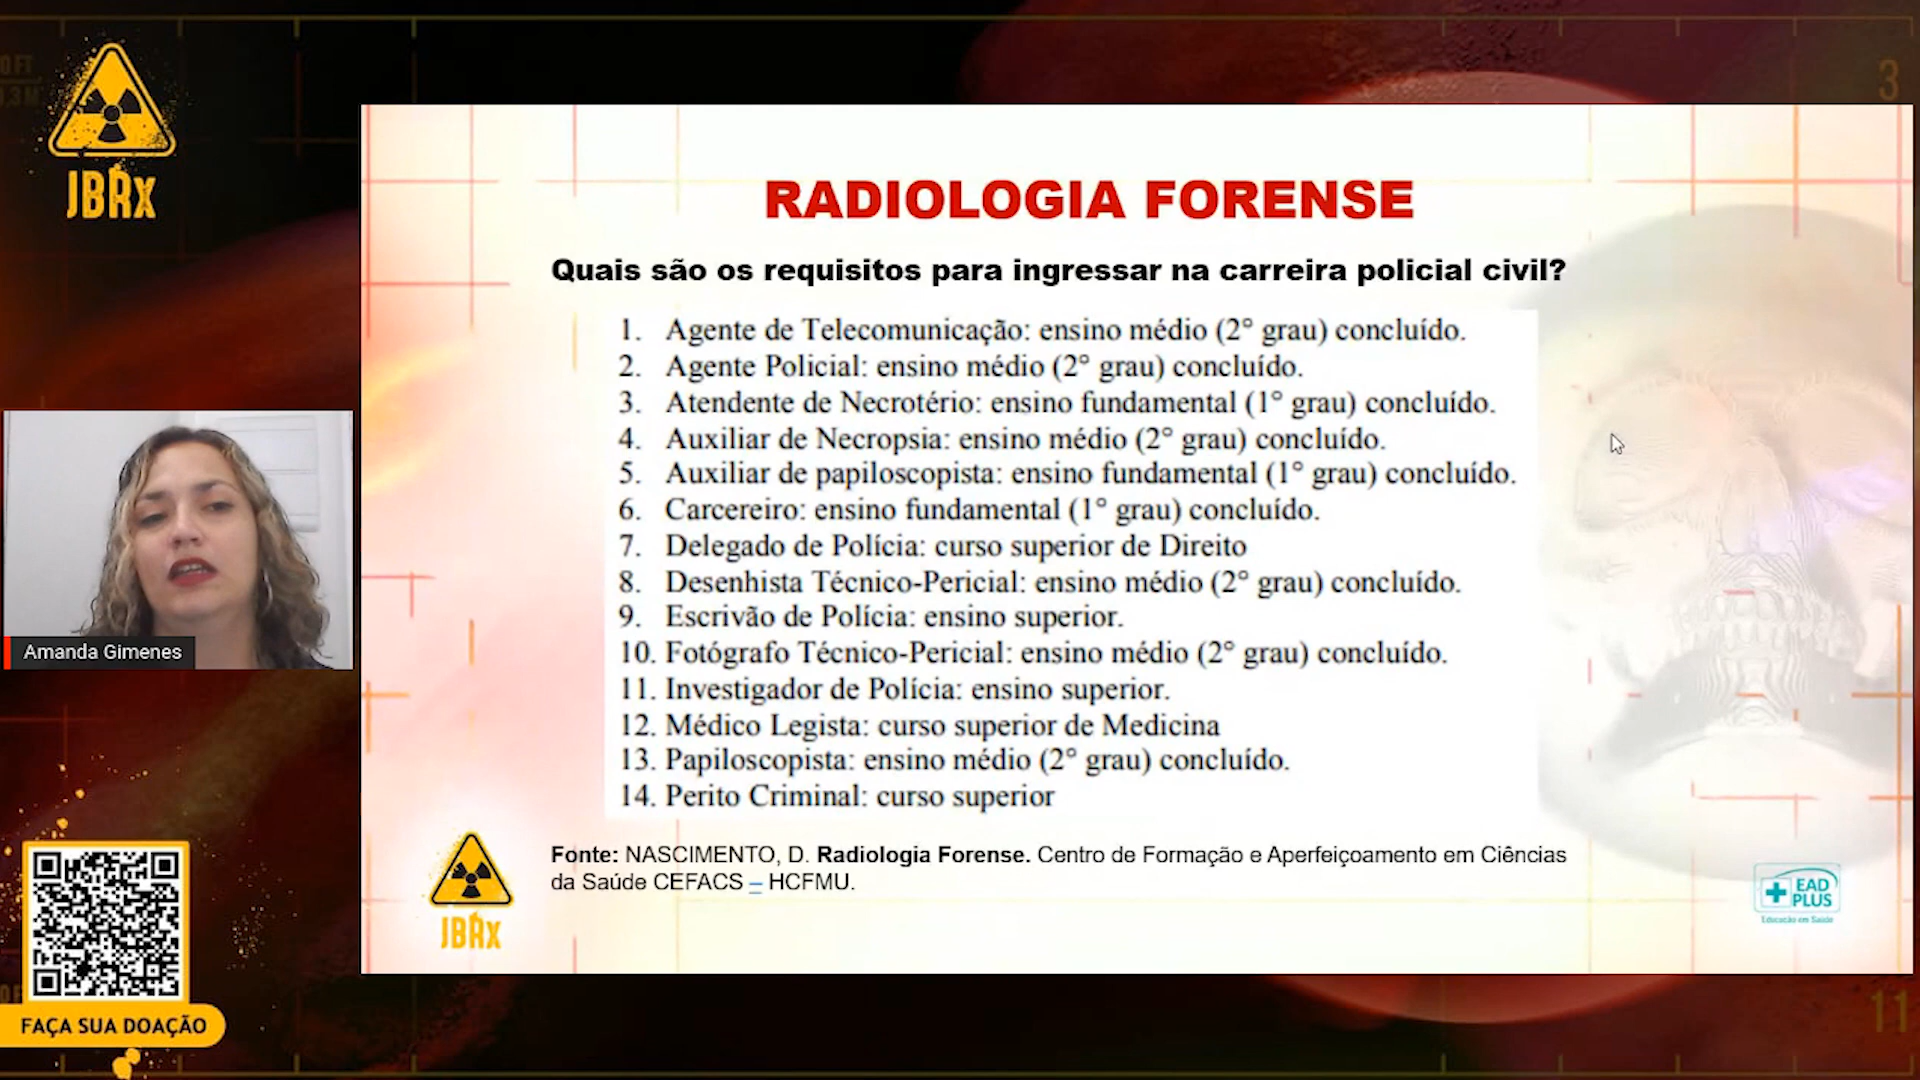 JBRx
RADIOLOGIA FORENSE
Quais são os requisitos para ingressar na carreira policial civil?
1. Agente de Telecomunicação: ensino médio (2° grau) concluído.
2. Agente Policial: ensino médio (2° grau) concluído.
3. Atendente de Necrotério: ensino fundamental (1° grau) concluído.
4. Auxiliar de Necropsia: ensino médio (2° grau) concluído.
5. Auxiliar de papiloscopista: ensino fundamental (1° grau) concluído.
6. Carcereiro: ensino fundamental (1° grau) concluído.
7. Delegado de Polícia: curso superior de Direito
8. Desenhista Técnico-Pericial: ensino médio (2° grau) concluído.
9. Escrivão de Polícia: ensino superior.
10. Fotógrafo Técnico-Pericial: ensino médio (2° grau) concluído.
11. Investigador de Polícia: ensino superior.
12. Médico Legista: curso superior de Medicina
13. Papiloscopista: ensino médio (2° grau) concluído.
14. Perito Criminal: curso superior
Fonte: NASCIMENTO, D. Radiologia Forense. Centro de Formação e Aperfeiçoamento em Ciências
da Saúde CEFACS – HCFMU.
JBRx
EAD
PLUS
Educação em Saúde
Amanda Gimenes
FAÇA SUA DOAÇÃO
3
11